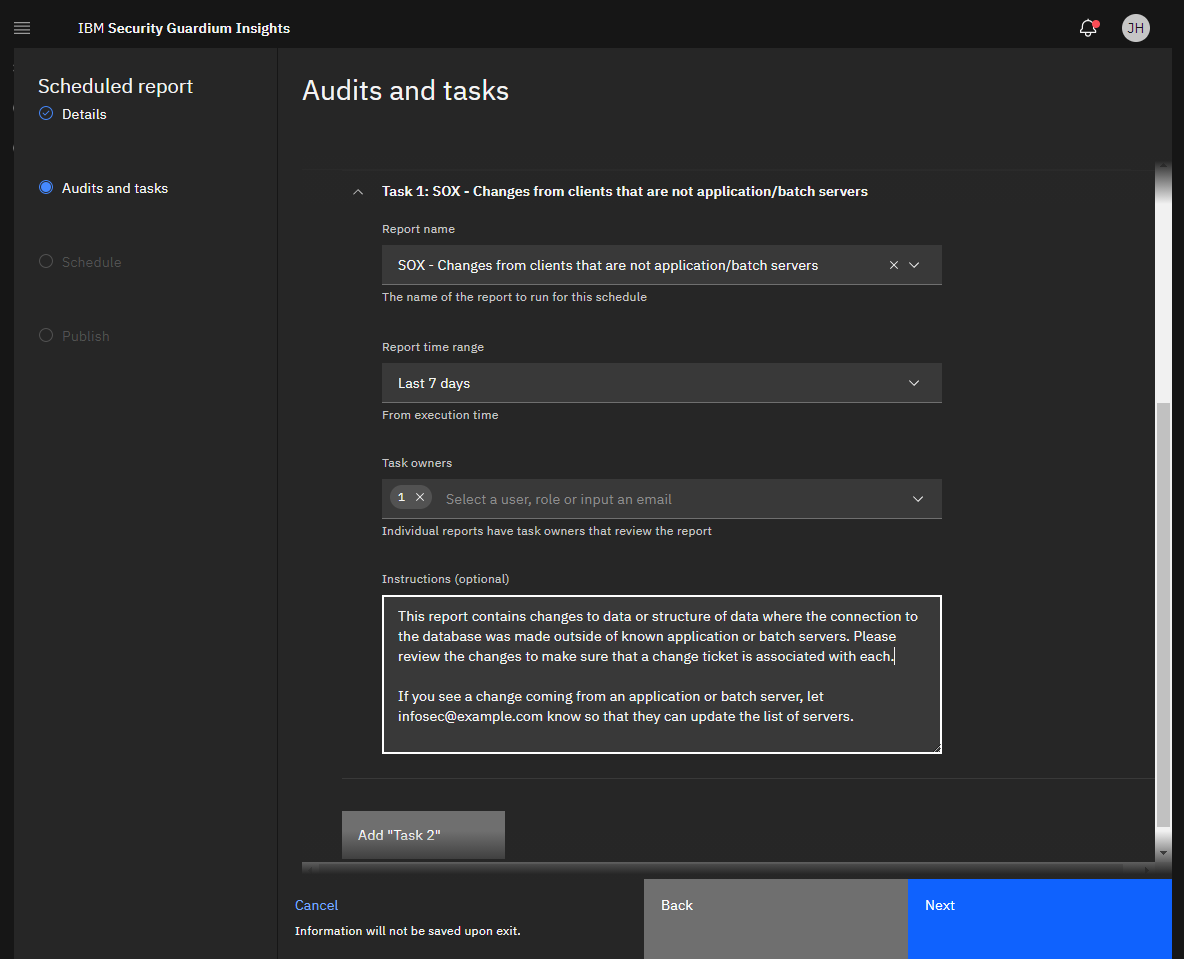 IBM Security Guardium Insights
JH
Scheduled report
Details
Audits and tasks
Schedule
Publish
Audits and tasks
Task 1: SOX - Changes from clients that are not application/batch servers
Report name
SOX - Changes from clients that are not application/batch servers
The name of the report to run for this schedule
Report time range
Last 7 days
From execution time
Task owners
1
Select a user, role or input an email
Individual reports have task owners that review the report
Instructions (optional)
This report contains changes to data or structure of data where the connection to
the database was made outside of known application or batch servers. Please
review the changes to make sure that a change ticket is associated with each.
If you see a change coming from an application or batch server, let
infosec@example.com know so that they can update the list of servers.
Add "Task 2"
Cancel
Information will not be saved upon exit.
Back
Next